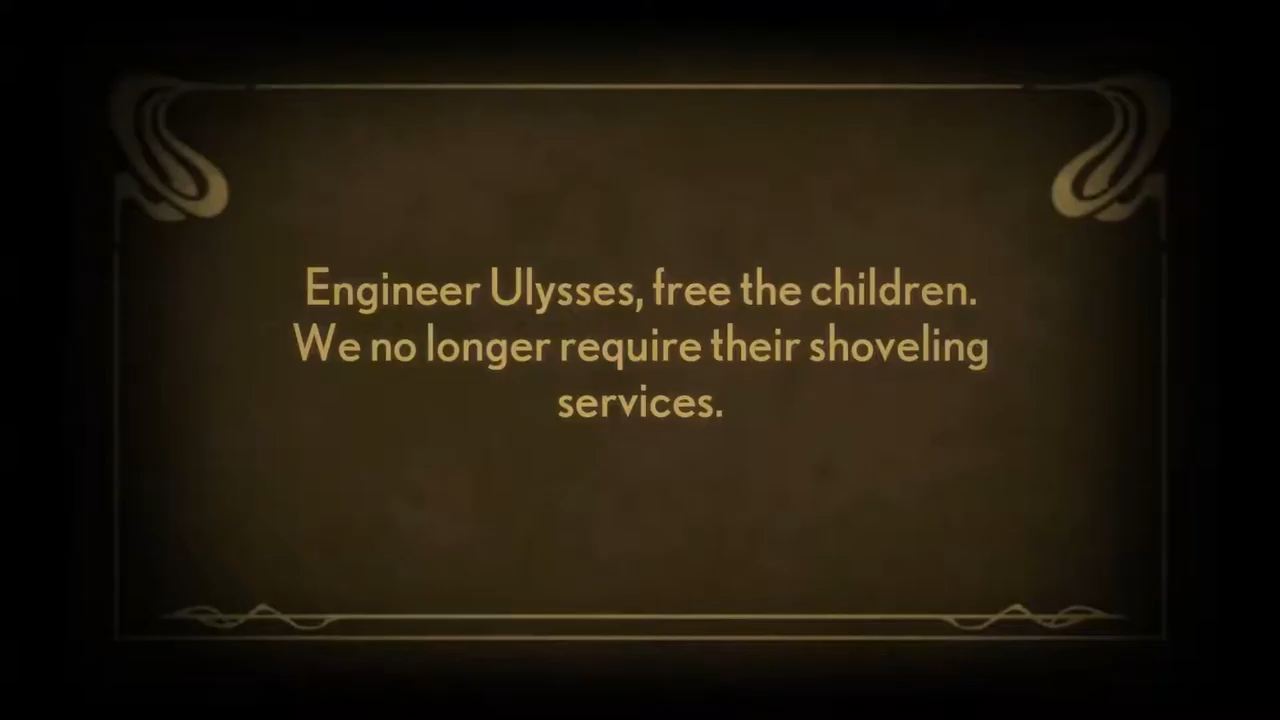 Engineer Ulysses, free the children.
We no longer require their shoveling
services.